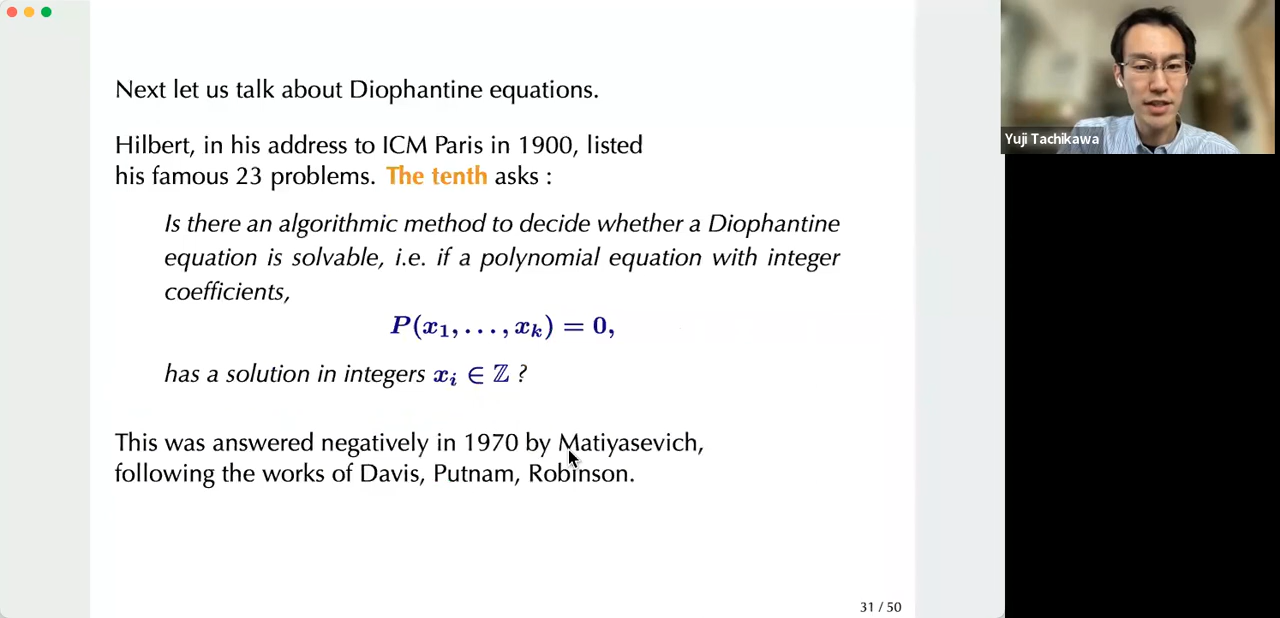 Next let us talk about Diophantine equations.
Hilbert, in his address to ICM Paris in 1900, listed
his famous 23 problems. The tenth asks :
Is there an algorithmic method to decide whether a Diophantine
equation is solvable, i.e. if a polynomial equation with integer
coefficients,
P(x₁, . . . , xₖ) = 0,
has a solution in integers xᵢ ∈ ℤ ?
This was answered negatively in 1970 by Matiyasevich,
following the works of Davis, Putnam, Robinson.
31 / 50
Yuji Tachikawa